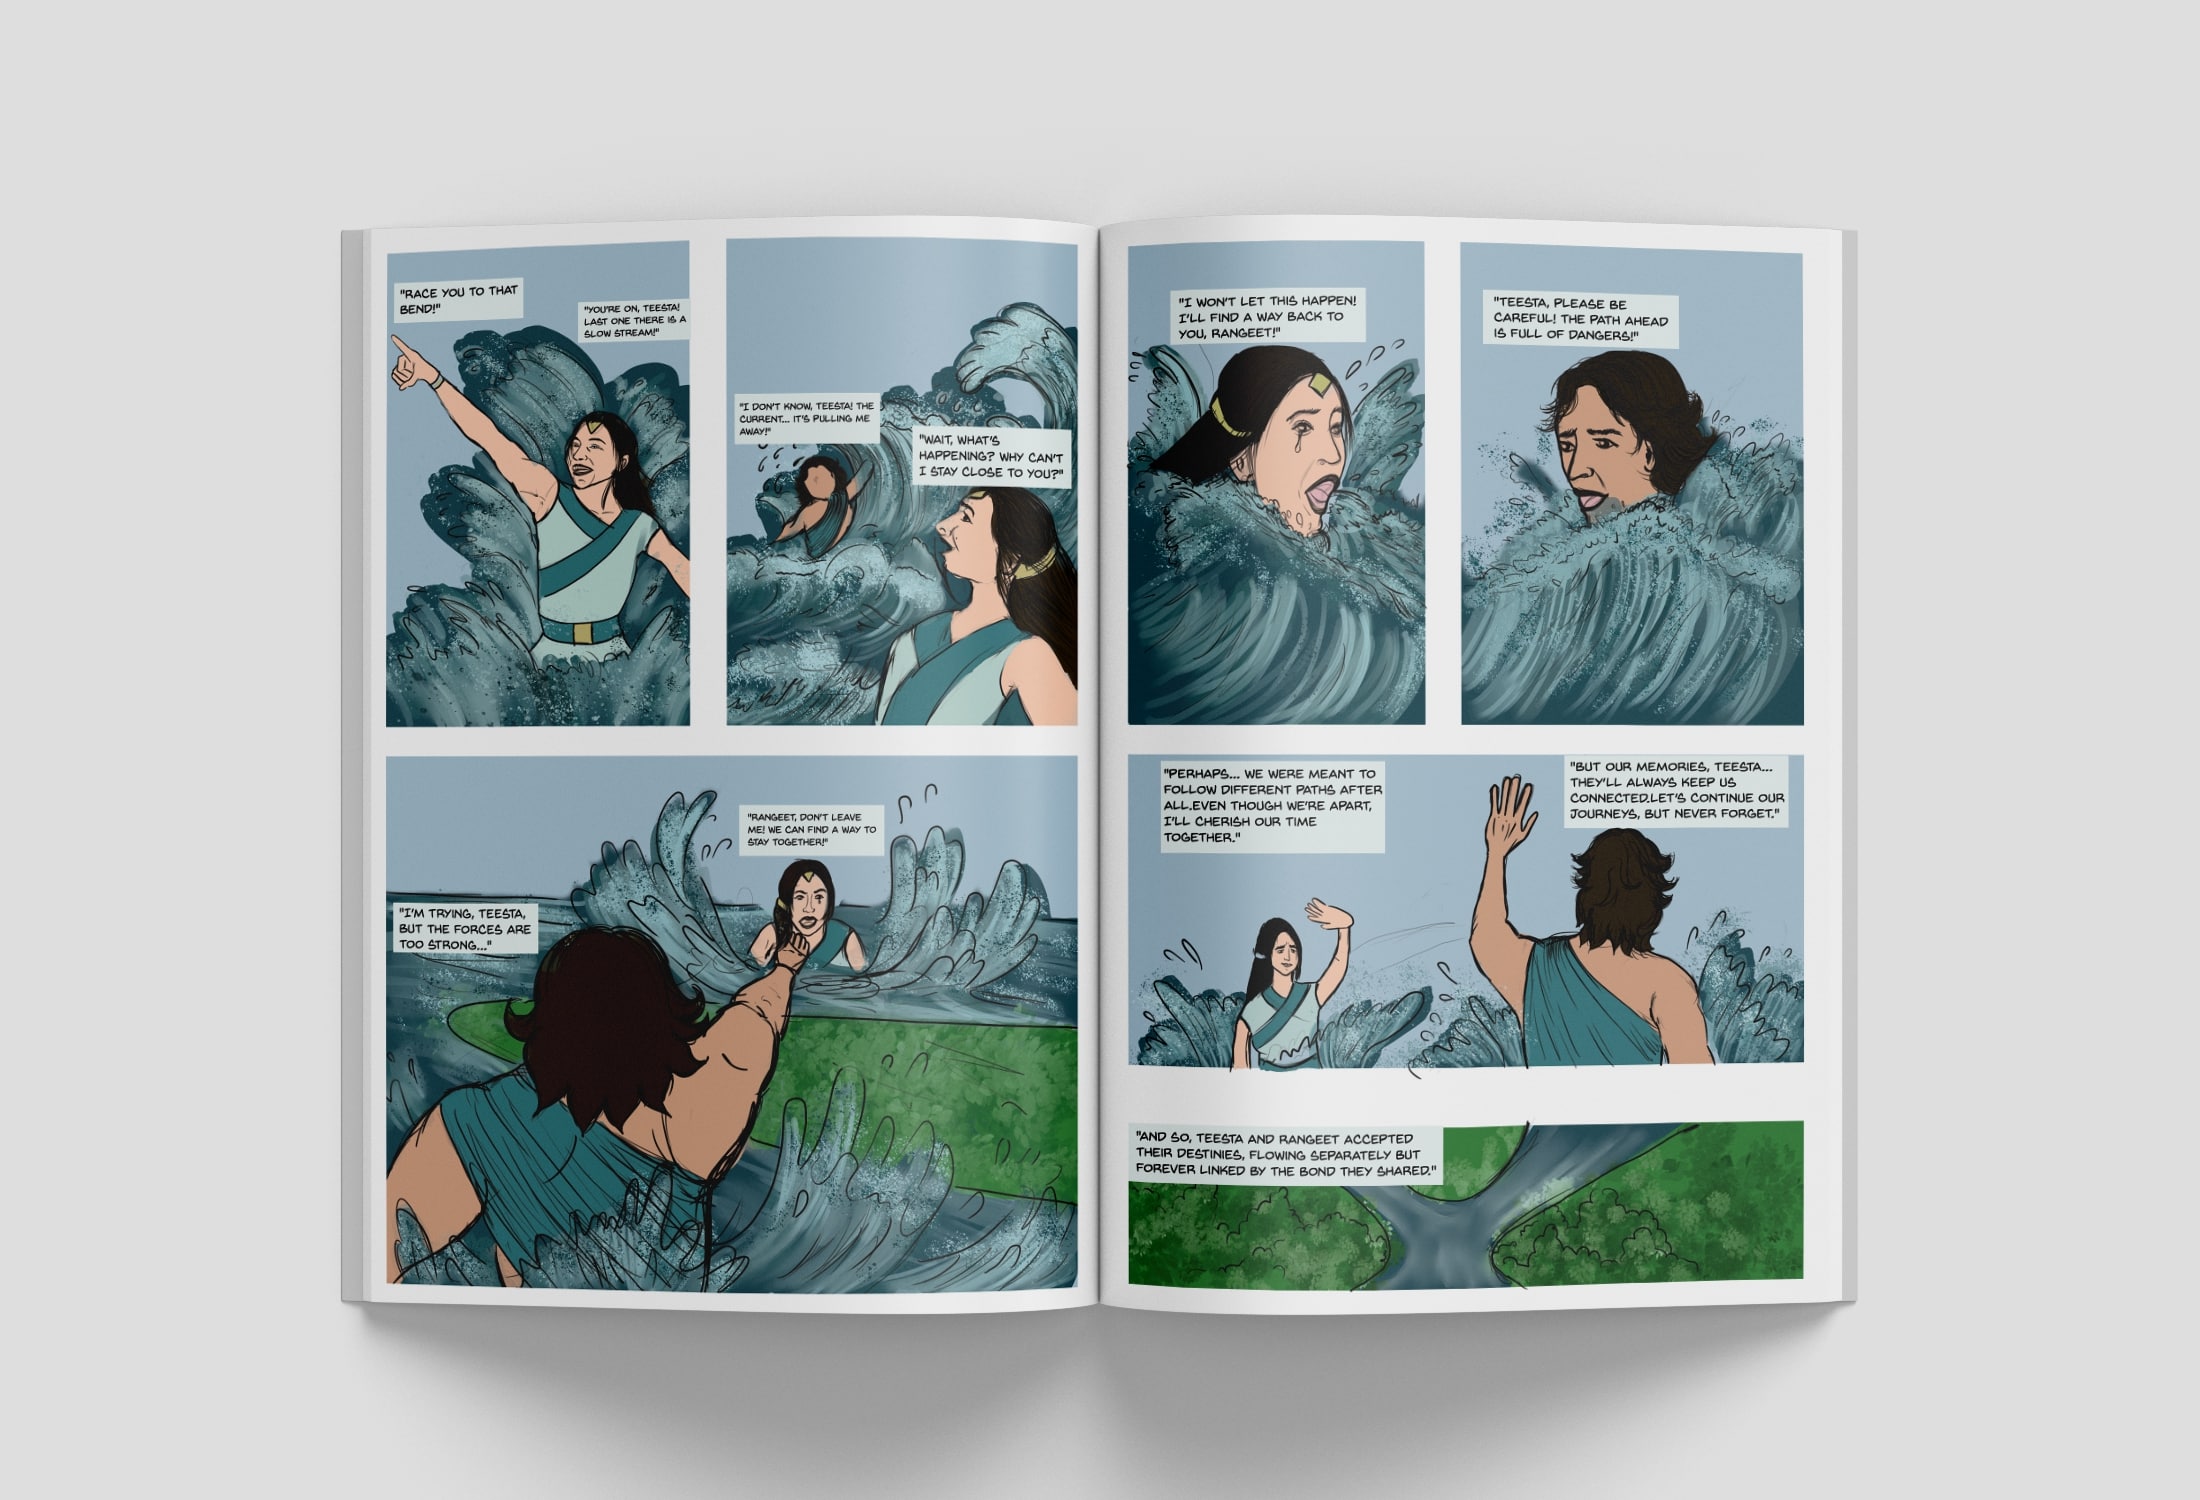 "RACE YOU TO THAT
BEND!"
"YOU'RE ON, TEESTA!
LAST ONE THERE IS A
SLOW STREAM!"
"I DON'T KNOW, TEESTA! THE
CURRENT... IT'S PULLING ME
AWAY!"
"WAIT, WHAT'S
HAPPENING? WHY CAN'T
I STAY CLOSE TO YOU?"
"RANGEET, DON'T LEAVE
ME! WE CAN FIND A WAY TO
STAY TOGETHER!"
"I'M TRYING, TEESTA,
BUT THE FORCES ARE
TOO STRONG..."
"I WON'T LET THIS HAPPEN!
I'LL FIND A WAY BACK TO
YOU, RANGEET!"
"TEESTA, PLEASE BE
CAREFUL! THE PATH AHEAD
IS FULL OF DANGERS!"
"PERHAPS... WE WERE MEANT TO
FOLLOW DIFFERENT PATHS AFTER
ALL.EVEN THOUGH WE'RE APART,
I'LL CHERISH OUR TIME
TOGETHER."
"BUT OUR MEMORIES, TEESTA...
THEY'LL ALWAYS KEEP US
CONNECTED.LET'S CONTINUE OUR
JOURNEYS, BUT NEVER FORGET."
"AND SO, TEESTA AND RANGEET ACCEPTED
THEIR DESTINIES, FLOWING SEPARATELY BUT
FOREVER LINKED BY THE BOND THEY SHARED."